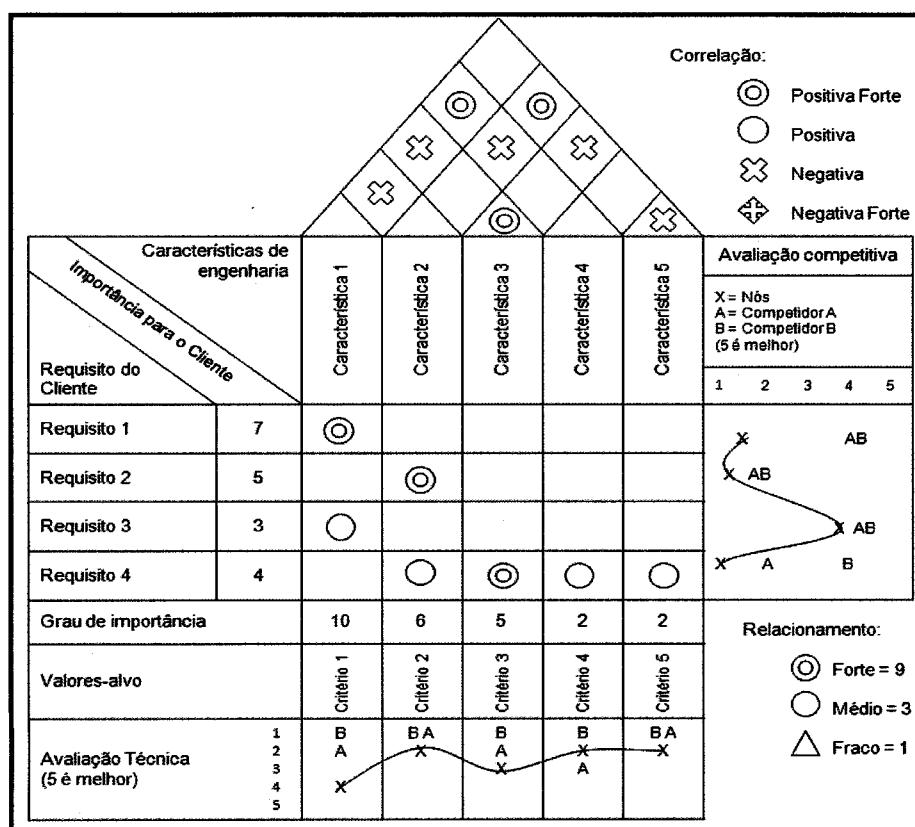 Correlação:
Positiva Forte
Positiva
Negativa
Negativa Forte
Características de
engenharia
Importância para o Cliente
Requisito do
Cliente
Característica 1
Característica 2
Característica 3
Característica 4
Característica 5
Avaliação competitiva
X = Nós
A = Competidor A
B = Competidor B
(5 é melhor)
1 2 3 4 5
Requisito 1 7 X AB
Requisito 2 5 X AB
Requisito 3 3 X AB
Requisito 4 4 X A B
Grau de importância 10 6 5 2 2
Relacionamento:
Forte = 9
Médio = 3
Fraco = 1
Valores-alvo
Critério 1
Critério 2
Critério 3
Critério 4
Critério 5
Avaliação Técnica
(5 é melhor)
1 B B A B B B A
2 A X A X X
3 X A
4 X
5